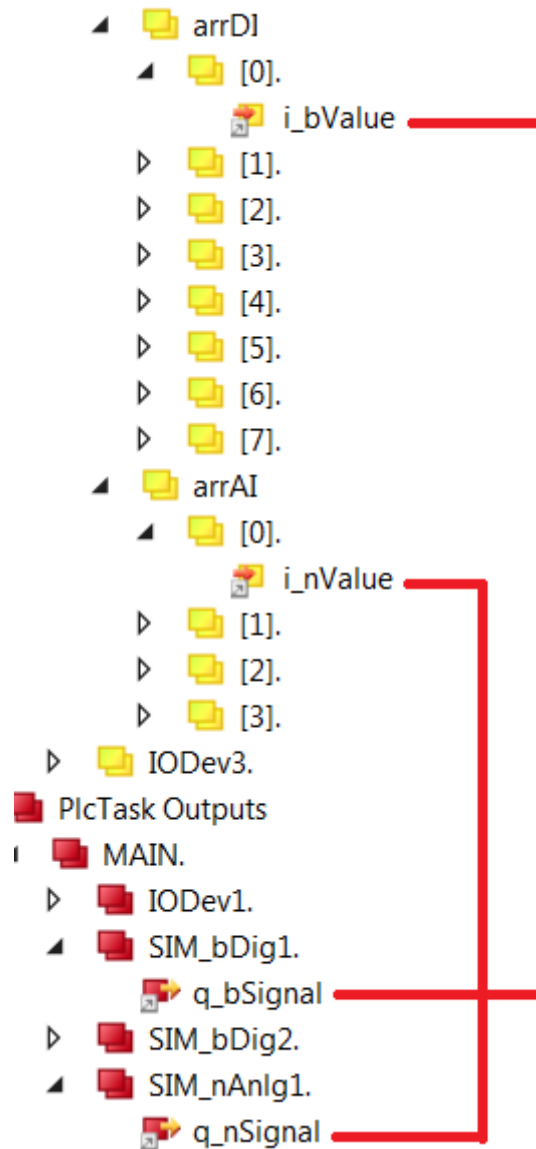 arrDI
[0].
i_bValue
[1].
[2].
[3].
[4].
[5].
[6].
[7].
arrAI
[0].
i_nValue
[1].
[2].
[3].
IODev3.
PlcTask Outputs
MAIN.
IODev1.
SIM_bDig1.
q_bSignal
SIM_bDig2.
SIM_nAnlg1.
q_nSignal